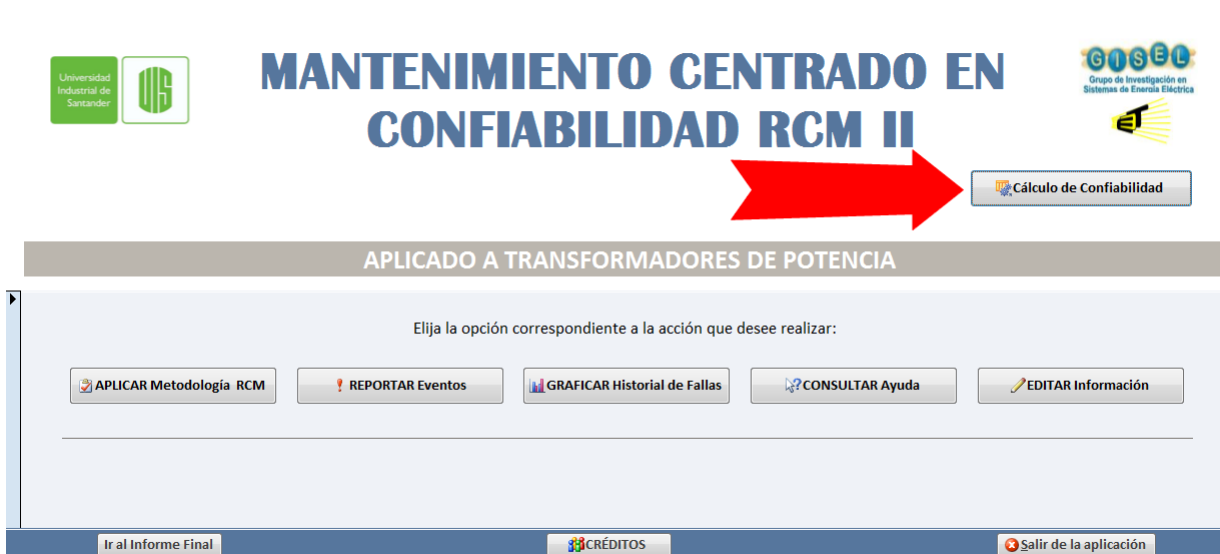 Universidad
Industrial de
Santander
UIS
MANTENIMIENTO CENTRADO EN
CONFIABILIDAD RCM II
GISEL
Grupo de Investigación en
Sistemas de Energía Eléctrica
Cálculo de Confiabilidad
APLICADO A TRANSFORMADORES DE POTENCIA
Elija la opción correspondiente a la acción que desee realizar:
APLICAR Metodología RCM
REPORTAR Eventos
GRAFICAR Historial de Fallas
CONSULTAR Ayuda
EDITAR Información
Ir al Informe Final
CRÉDITOS
Salir de la aplicación